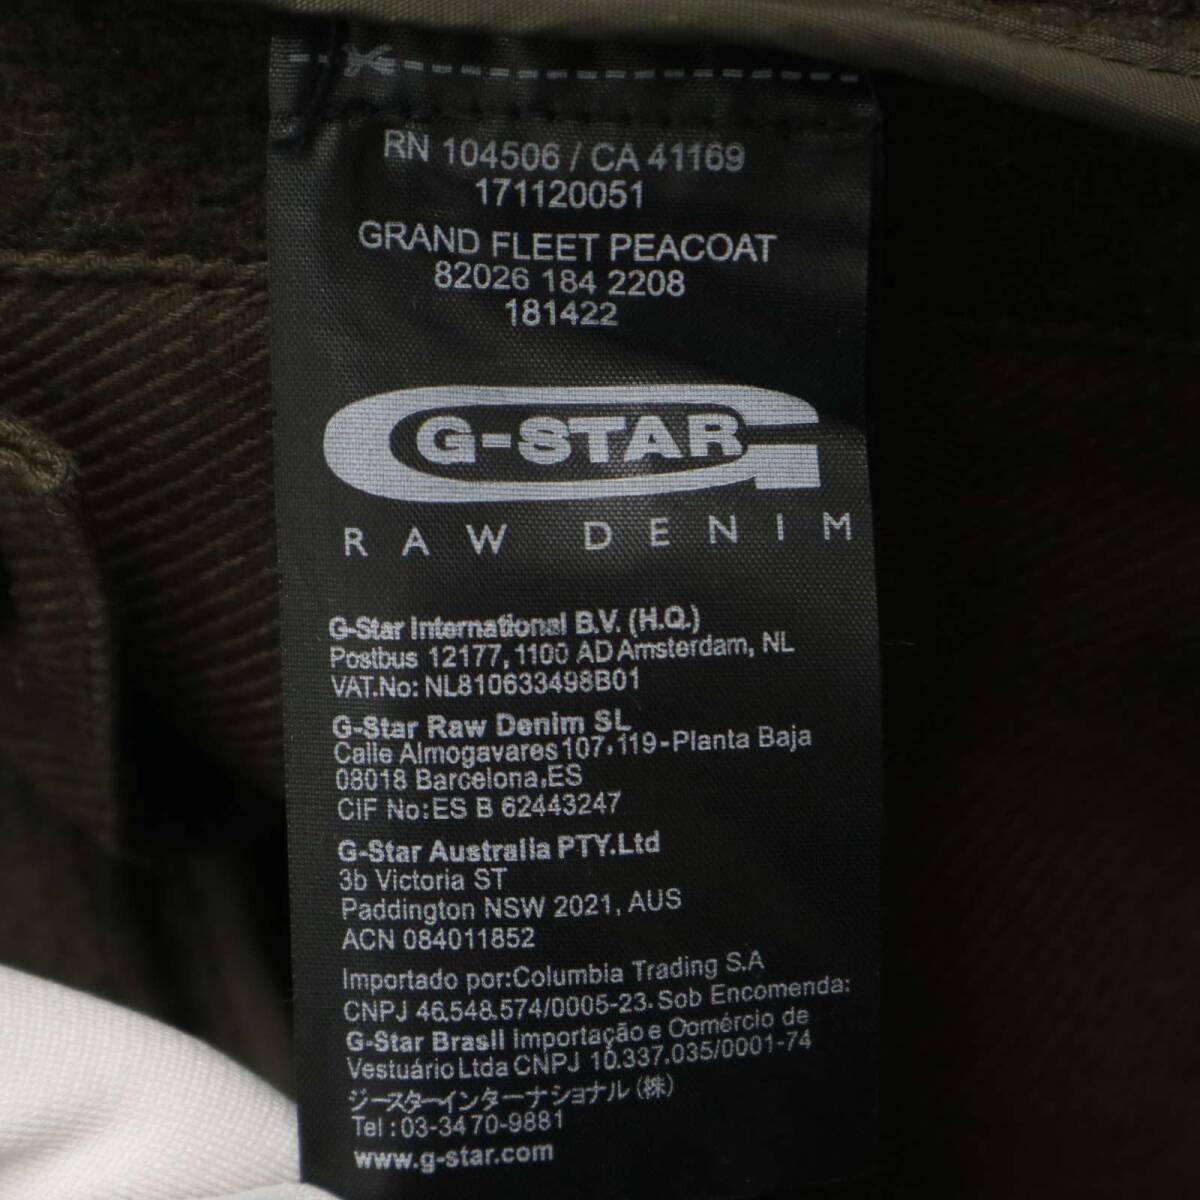 RN 104506 / CA 41169
171120051
GRAND FLEET PEACOAT
82026 184 2208
181422
G-STAR
RAW DENIM
G-Star International B.V. (H.Q.)
Postbus 12177, 1100 AD Amsterdam, NL
VAT.No: NL810633498B01
G-Star Raw Denim SL
Calle Almogavares 107, 119-Planta Baja
08018 Barcelona, ES
CIF No: ES B 62443247
G-Star Australia PTY.Ltd
3b Victoria ST
Paddington NSW 2021, AUS
ACN 084011852
Importado por: Columbia Trading S.A
CNPJ 46.548.574/0005-23. Sob Encomenda:
G-Star Brasil Importação e Comércio de
Vestuário Ltda CNPJ 10.337.035/0001-74
ジースターインターナショナル(株)
Tel : 03-3470-9881
www.g-star.com